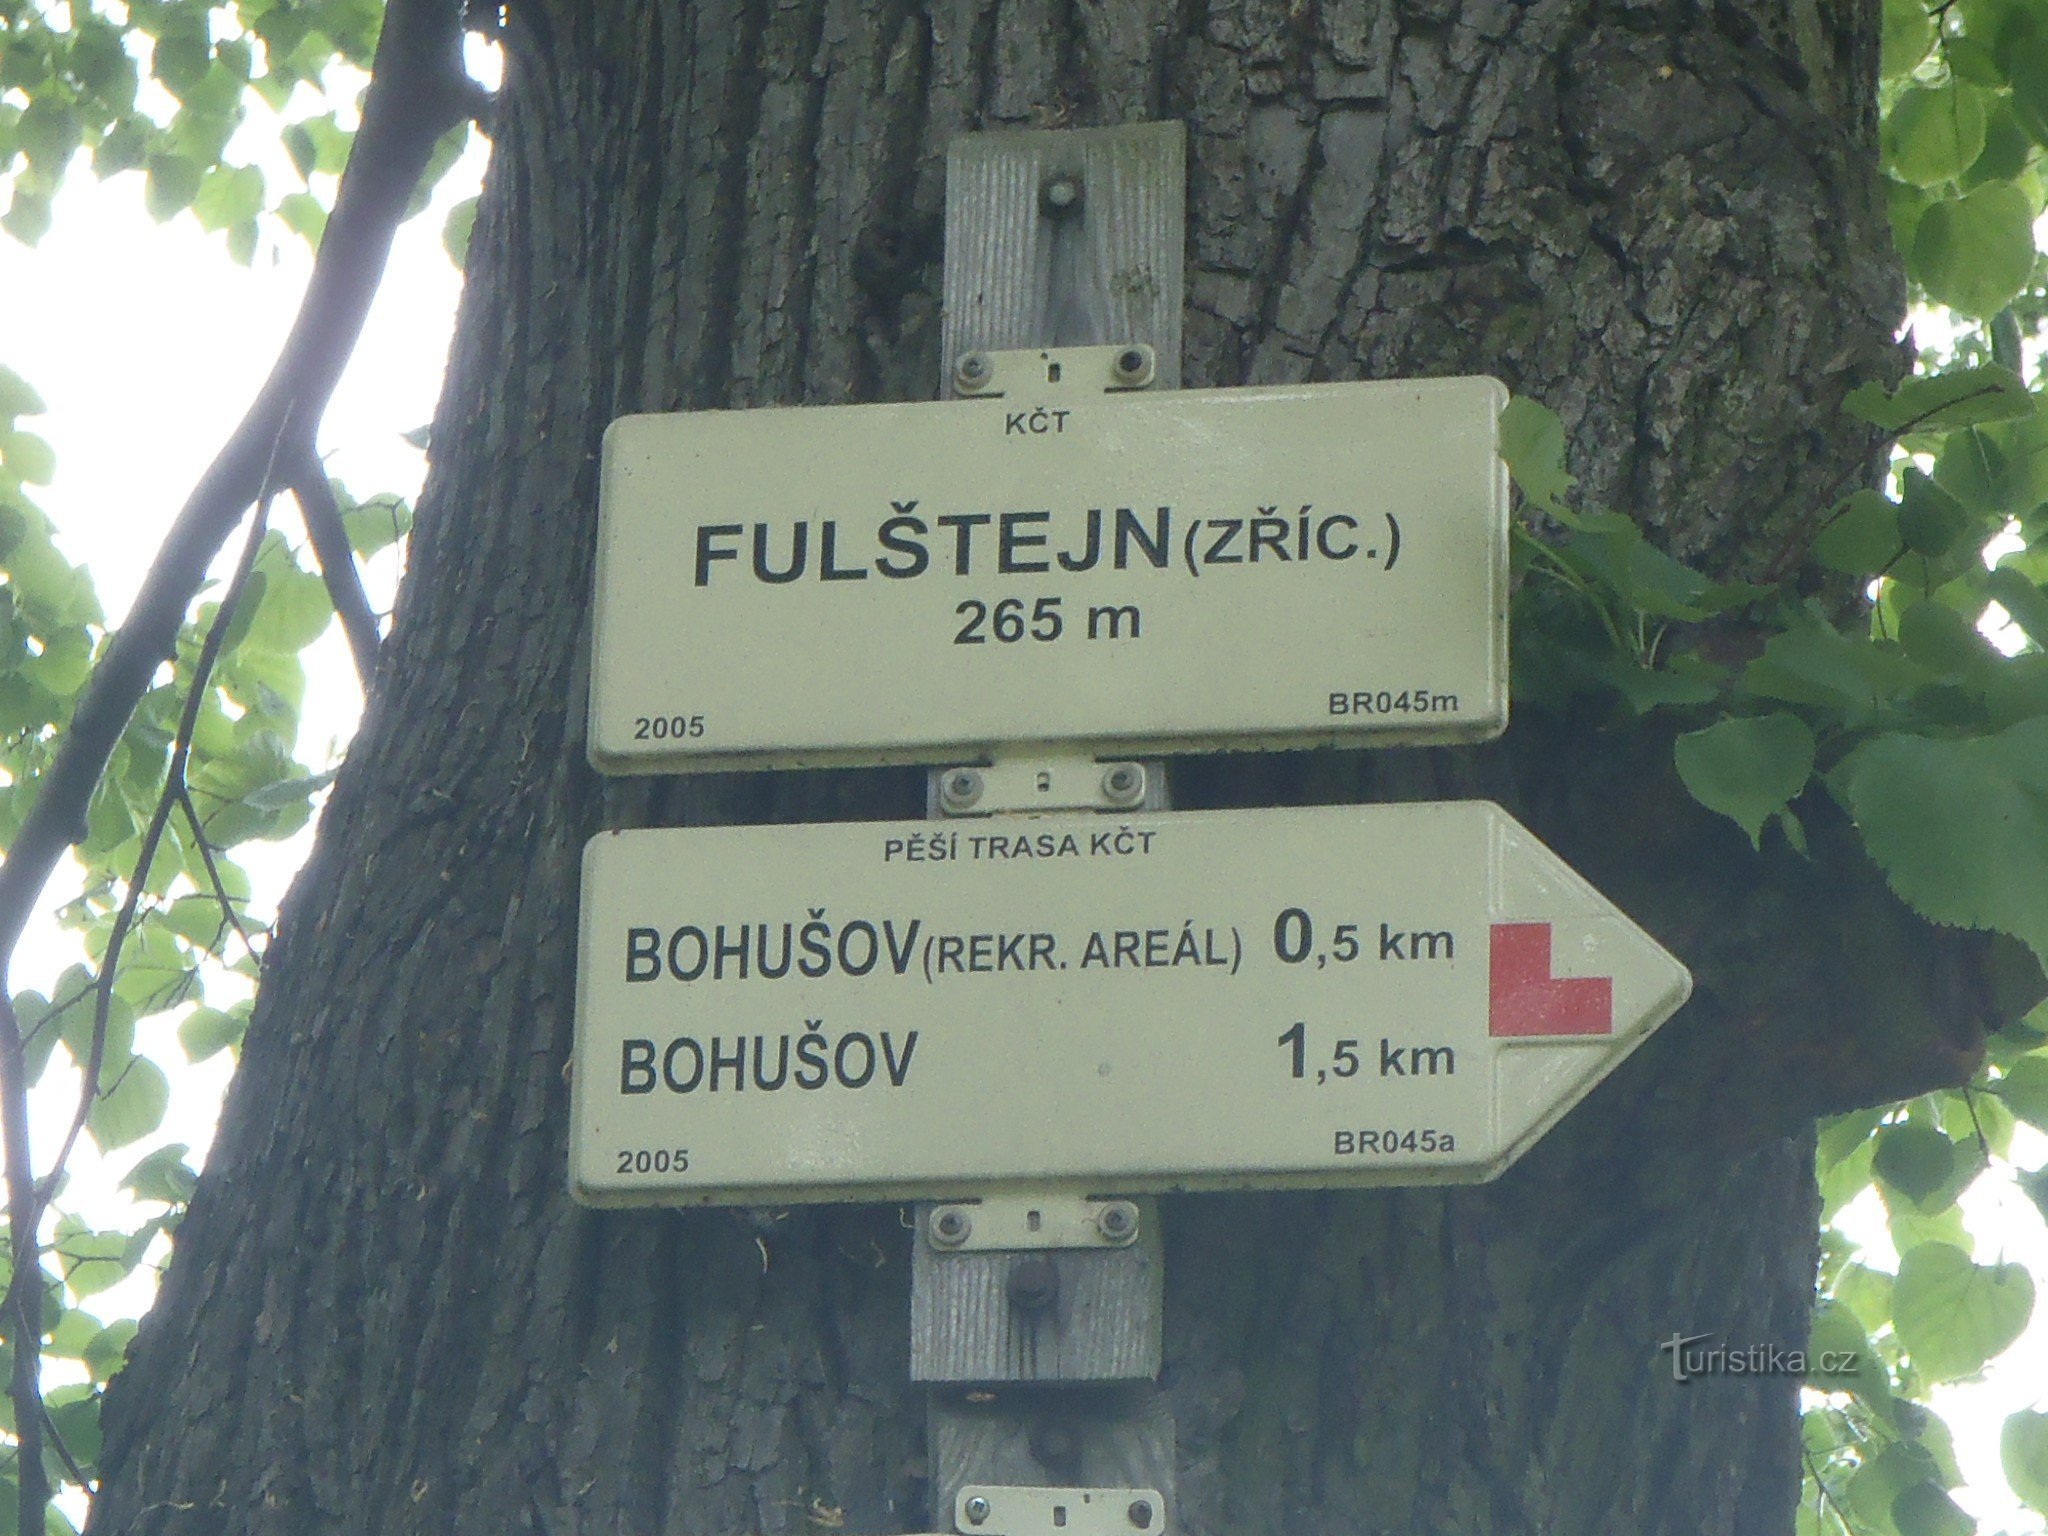 KČT
FULŠTEJN (ZŘÍC.)
265 m
2005 BR045m
PĚŠÍ TRASA KČT
BOHUŠOV (REKR. AREÁL) 0,5 km
BOHUŠOV 1,5 km
2005 BR045a
Turistika.cz